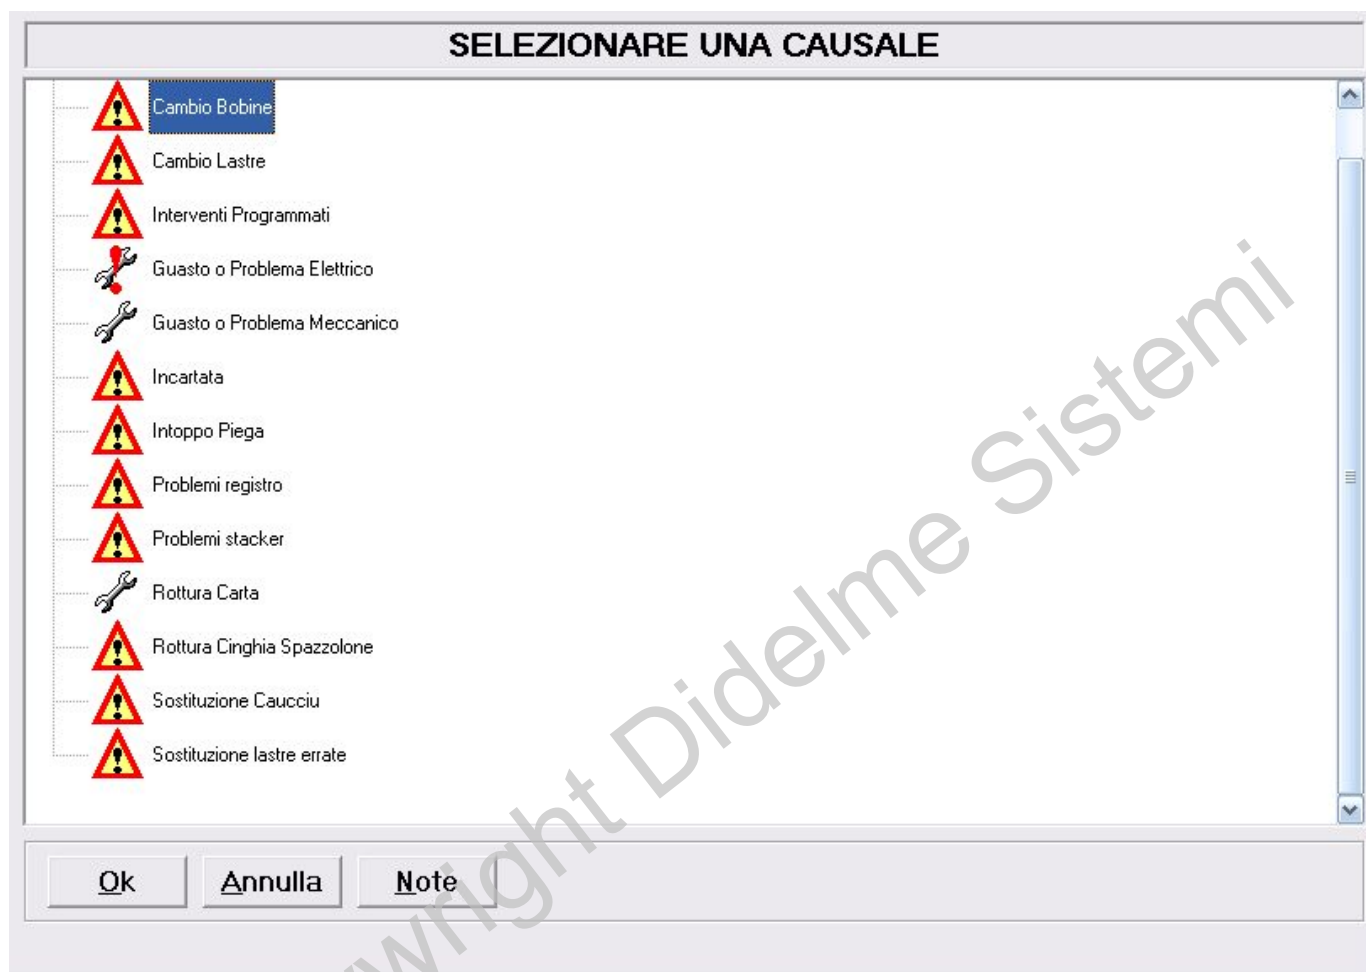 SELEZIONARE UNA CAUSALE
Cambio Bobine
Cambio Lastre
Interventi Programmati
Guasto o Problema Elettrico
Guasto o Problema Meccanico
Incartata
Intoppo Piega
Problemi registro
Problemi stacker
Rottura Carta
Rottura Cinghia Spazzolone
Sostituzione Caucciu
Sostituzione lastre errate
Ok Annulla Note
Didelme Sistemi